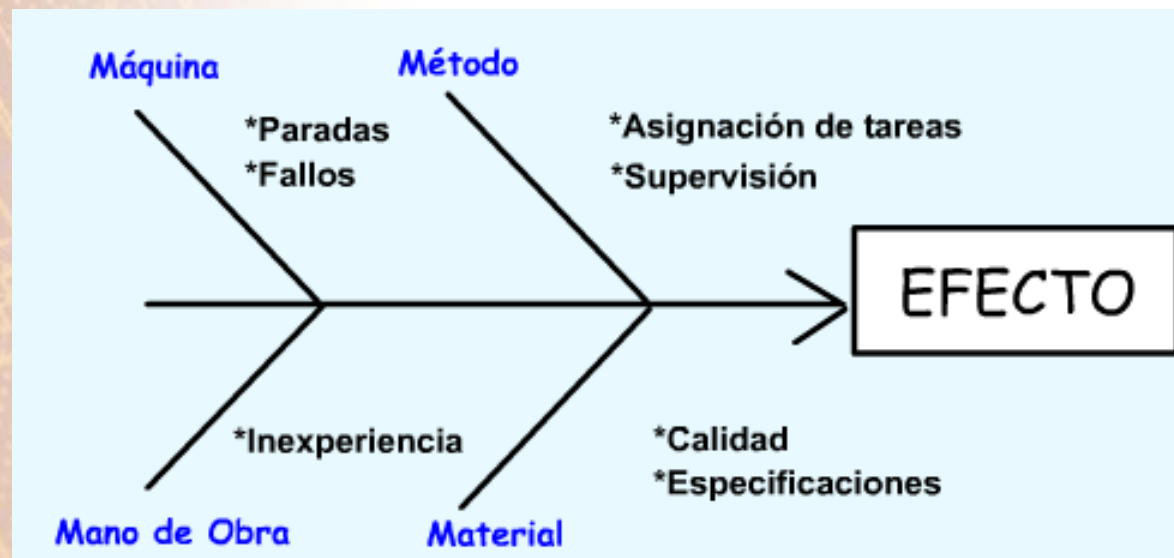 Máquina
Método
*Paradas
*Fallos
*Asignación de tareas
*Supervisión
EFECTO
*Inexperiencia
*Calidad
*Especificaciones
Mano de Obra
Material